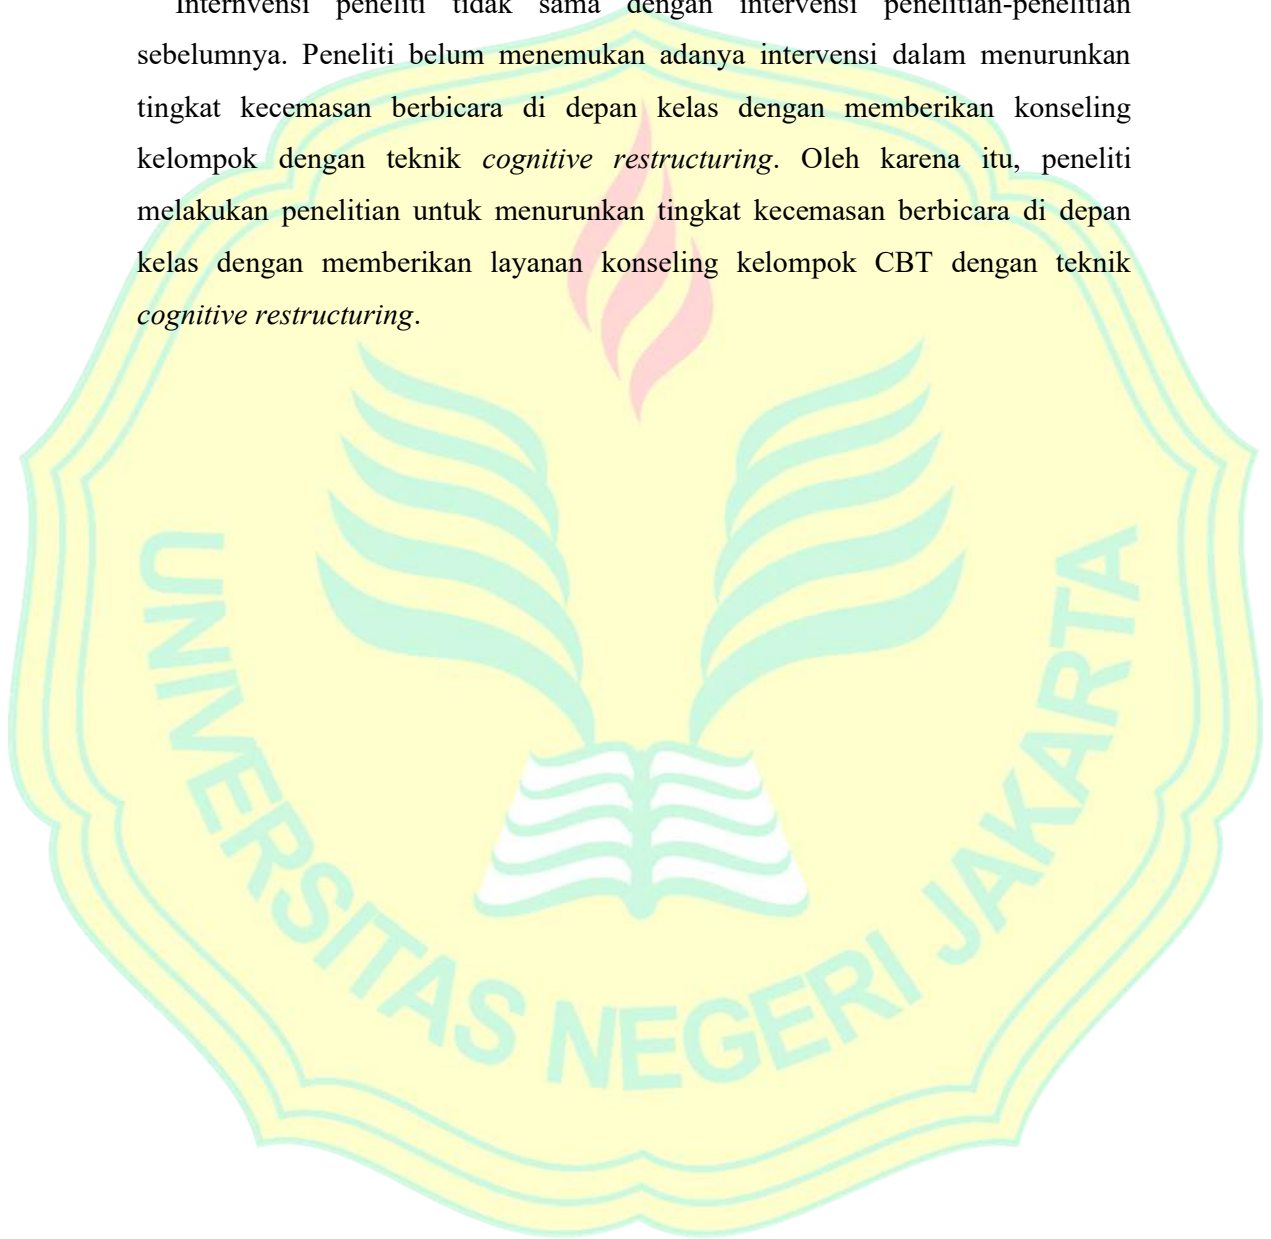 Internvensi peneliti tidak sama dengan intervensi penelitian-penelitian
sebelumnya. Peneliti belum menemukan adanya intervensi dalam menurunkan
tingkat kecemasan berbicara di depan kelas dengan memberikan konseling
kelompok dengan teknik cognitive restructuring. Oleh karena itu, peneliti
melakukan penelitian untuk menurunkan tingkat kecemasan berbicara di depan
kelas dengan memberikan layanan konseling kelompok CBT dengan teknik
cognitive restructuring.
UNIVERSITAS NEGERI JAKARTA